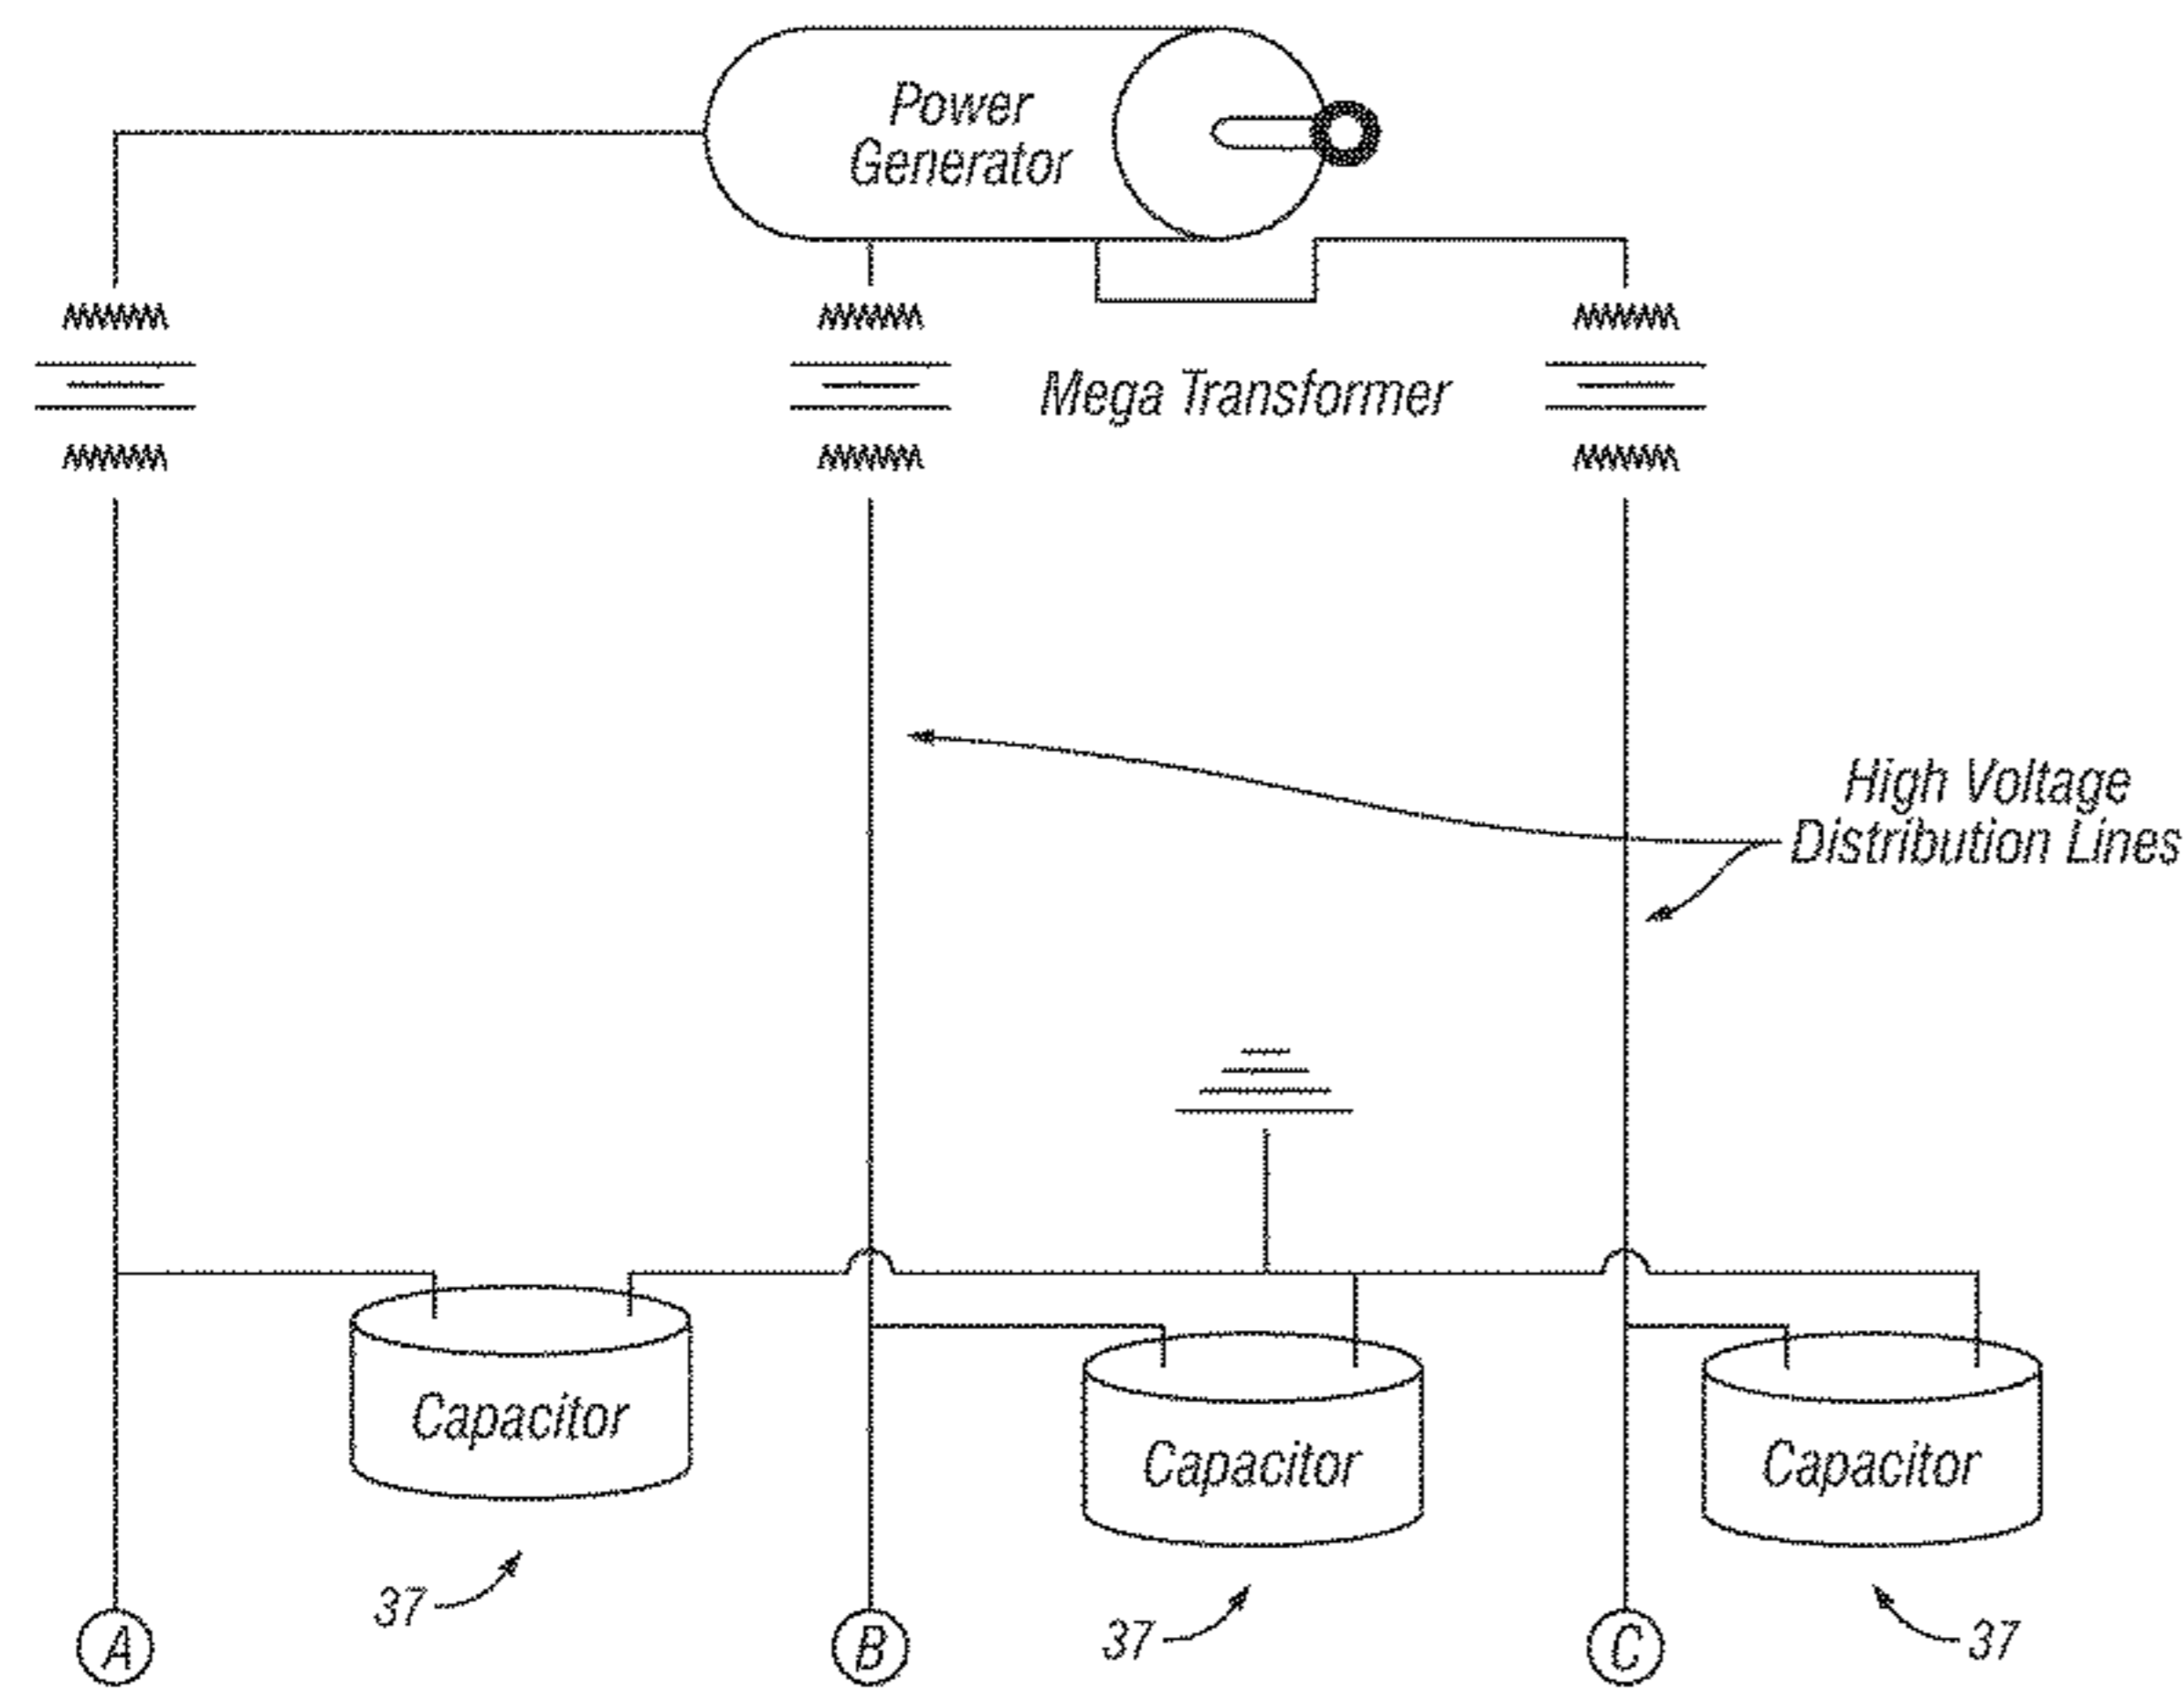 Power
Generator
Mega Transformer
High Voltage
Distribution Lines
Capacitor
Capacitor
Capacitor
37
37
37
A
B
C